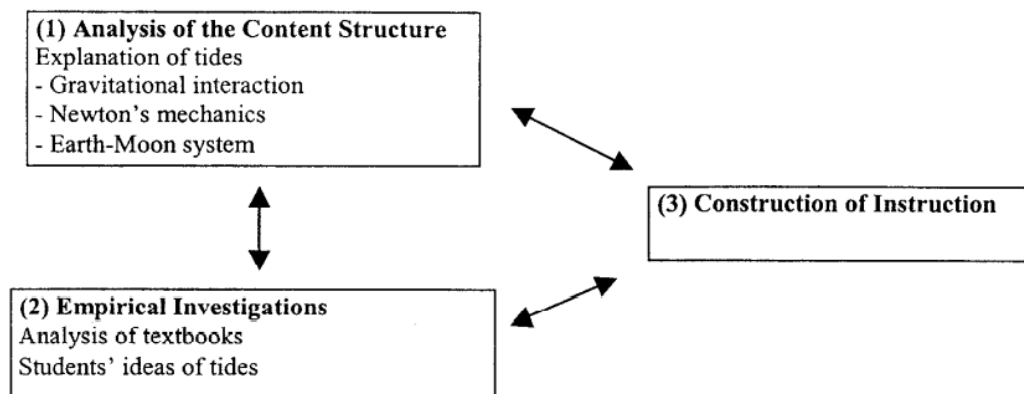 (1) Analysis of the Content Structure
Explanation of tides
- Gravitational interaction
- Newton's mechanics
- Earth-Moon system
(3) Construction of Instruction
(2) Empirical Investigations
Analysis of textbooks
Students' ideas of tides